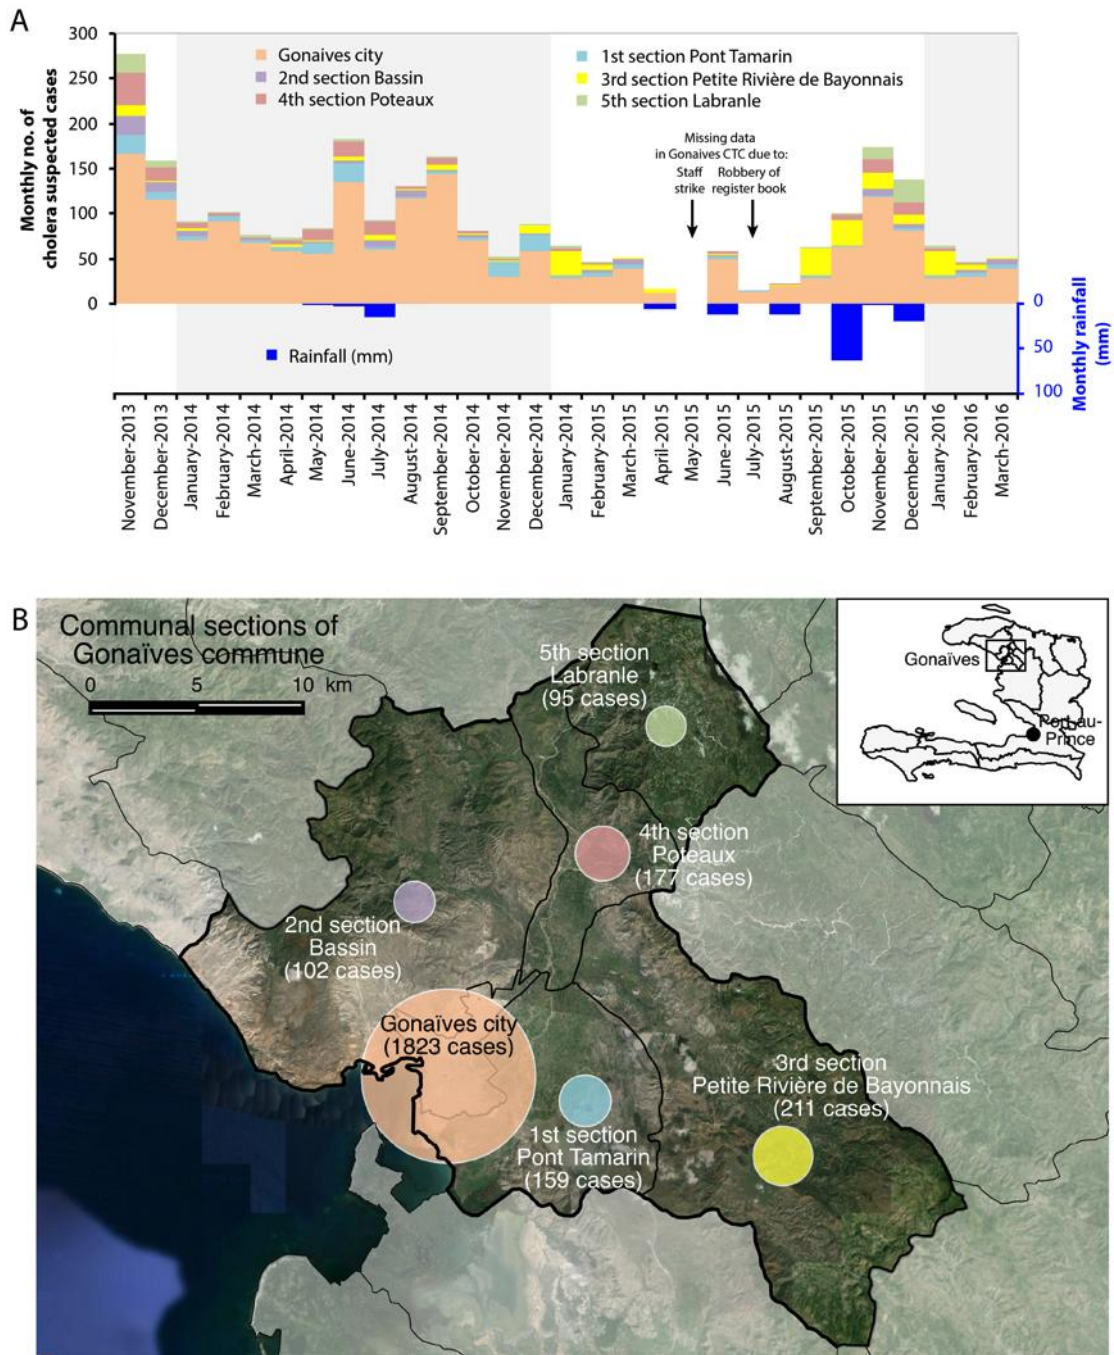 A
300
250
200
150
100
50
0
Monthly no. of
cholera suspected cases
Gonaives city
2nd section Bassin
4th section Poteaux
1st section Pont Tamarin
3rd section Petite Rivière de Bayonnais
5th section Labranle
Missing data
in Gonaives CTC due to:
Staff
strike
Robbery of
register book
Rainfall (mm)
0
50
100
Monthly rainfall
(mm)
November-2013
December-2013
January-2014
February-2014
March-2014
April-2014
May-2014
June-2014
July-2014
August-2014
September-2014
October-2014
November-2014
December-2014
January-2015
February-2015
March-2015
April-2015
May-2015
June-2015
July-2015
August-2015
September-2015
October-2015
November-2015
December-2015
January-2016
February-2016
March-2016
B
Communal sections of
Gonaïves commune
0 5 10 km
5th section
Labranle
(95 cases)
Gonaïves
Port-au-
Prince
4th section
Poteaux
(177 cases)
2nd section
Bassin
(102 cases)
Gonaïves city
(1823 cases)
3rd section
Petite Rivière de Bayonnais
(211 cases)
1st section
Pont Tamarin
(159 cases)